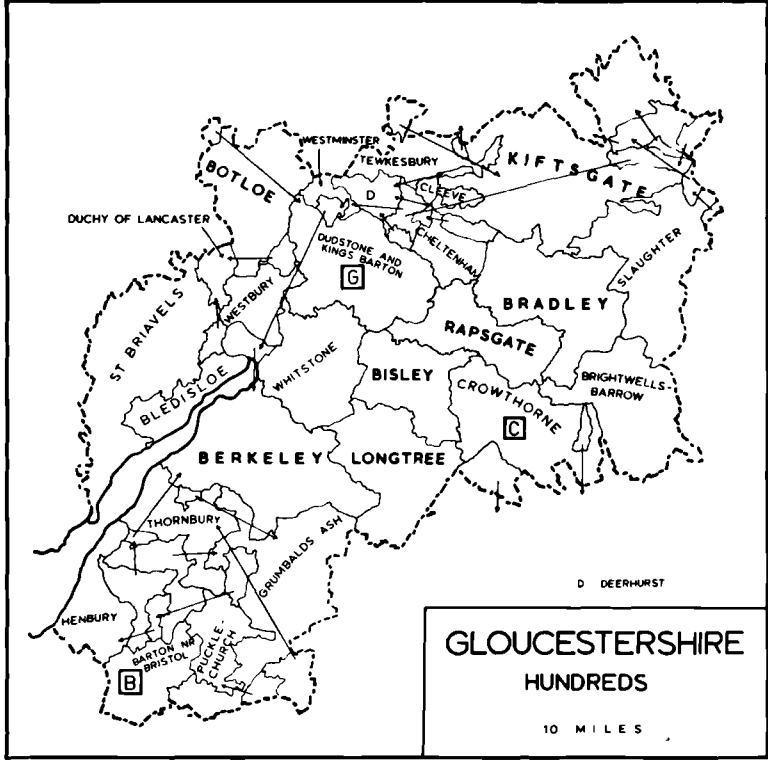 WESTMINSTER
TEWKESBURY
KIFTSGATE
BOTLOE
D
CLEEVE
DUCHY OF LANCASTER
DUDSTONE AND
KINGS BARTON
CHELTENHAM
SLAUGHTER
G
WESTBURY
BRADLEY
ST BRIAVELS
RAPSGATE
WHITSTONE
BISLEY
BLEDISLOE
CROWTHORNE
BRIGHTWELLS-
BARROW
C
BERKELEY
LONGTREE
THORNBURY
GRUMBALDS ASH
D DEERHURST
HENBURY
BARTON NR
BRISTOL
PUCKLE-
CHURCH
B
GLOUCESTERSHIRE
HUNDREDS
10 MILES